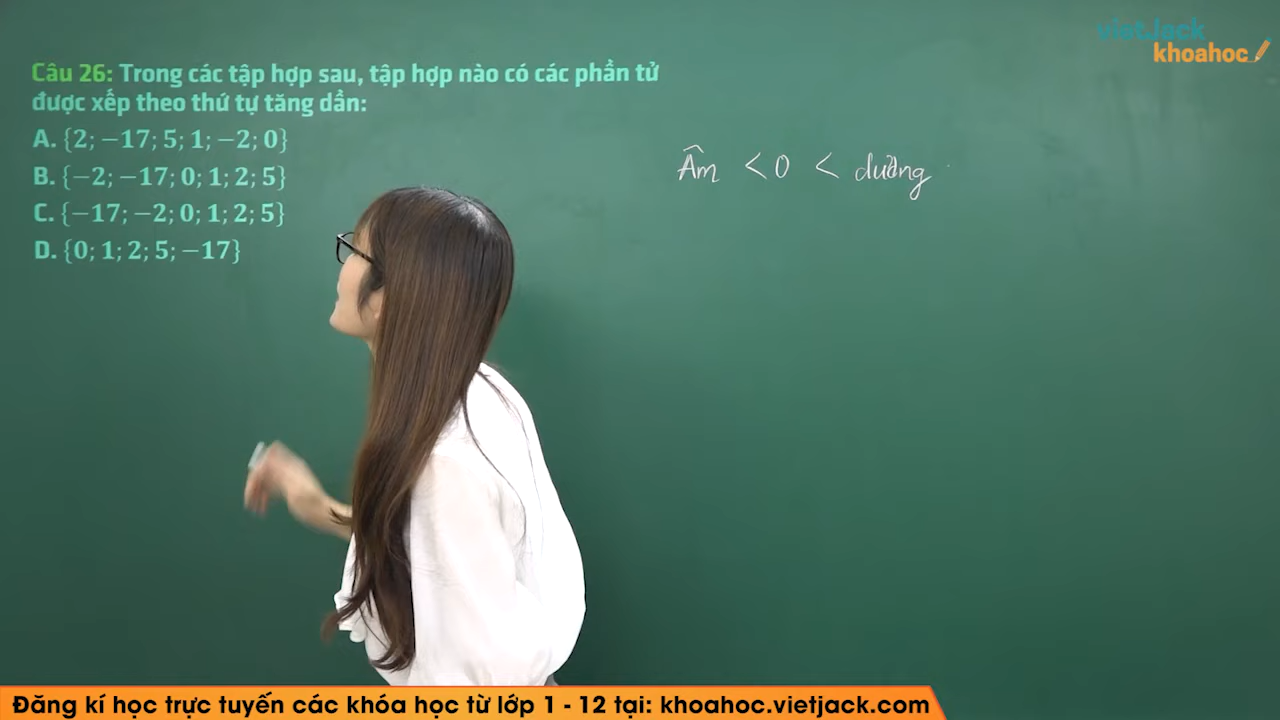 vietJack
khoahoc
Câu 26: Trong các tập hợp sau, tập hợp nào có các phần tử
được xếp theo thứ tự tăng dần:
A. {2; −17; 5; 1; −2; 0}
B. {−2; −17; 0; 1; 2; 5}
C. {−17; −2; 0; 1; 2; 5}
D. {0; 1; 2; 5; −17}
Âm < 0 < dương
Đăng kí học trực tuyến các khóa học từ lớp 1 - 12 tại: khoahoc.vietjack.com